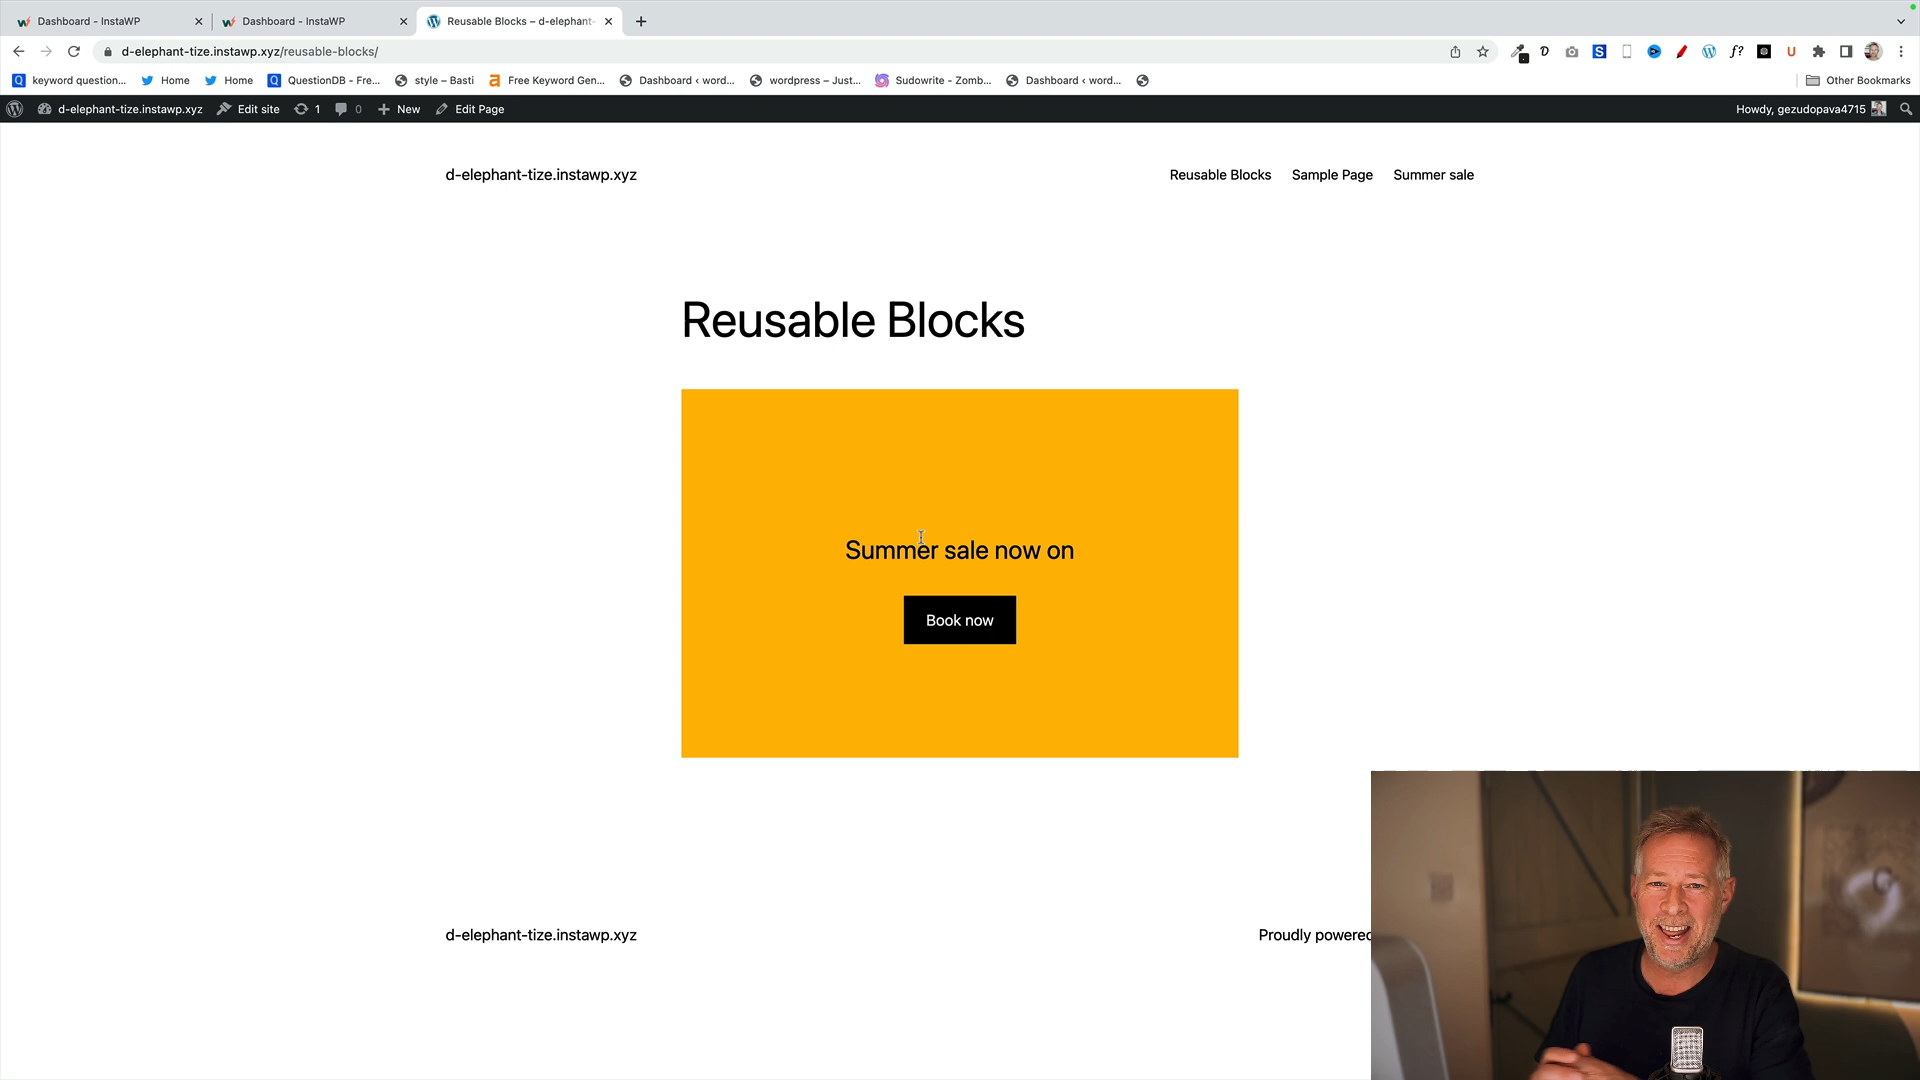 Dashboard - InstaWP
Dashboard - InstaWP
Reusable Blocks – d-elephant-
d-elephant-tize.instawp.xyz/reusable-blocks/
keyword question...
Home
Home
QuestionDB - Fre...
style – Basti
Free Keyword Gen...
Dashboard ‹ word...
wordpress – Just...
Sudowrite - Zomb...
Dashboard ‹ word...
Other Bookmarks
d-elephant-tize.instawp.xyz
Edit site
1
0
New
Edit Page
Howdy, gezudopava4715
d-elephant-tize.instawp.xyz
Reusable Blocks
Sample Page
Summer sale
Reusable Blocks
Summer sale now on
Book now
d-elephant-tize.instawp.xyz
Proudly powered